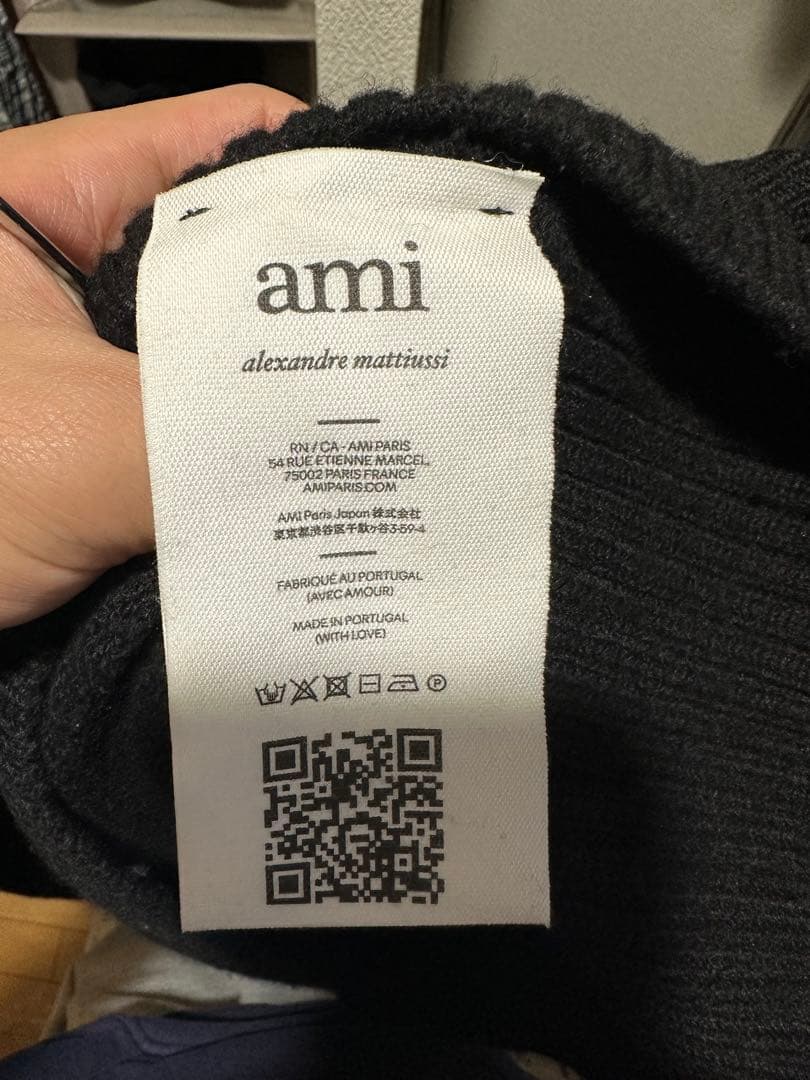 ami
alexandre mattiussi
RN / CA - AMI PARIS
54 RUE ETIENNE MARCEL,
75002 PARIS FRANCE
AMIPARIS.COM
AMI Paris Japan 株式会社
東京都渋谷区千駄ヶ谷3-59-4
FABRIQUÉ AU PORTUGAL
(AVEC AMOUR)
MADE IN PORTUGAL
(WITH LOVE)
P